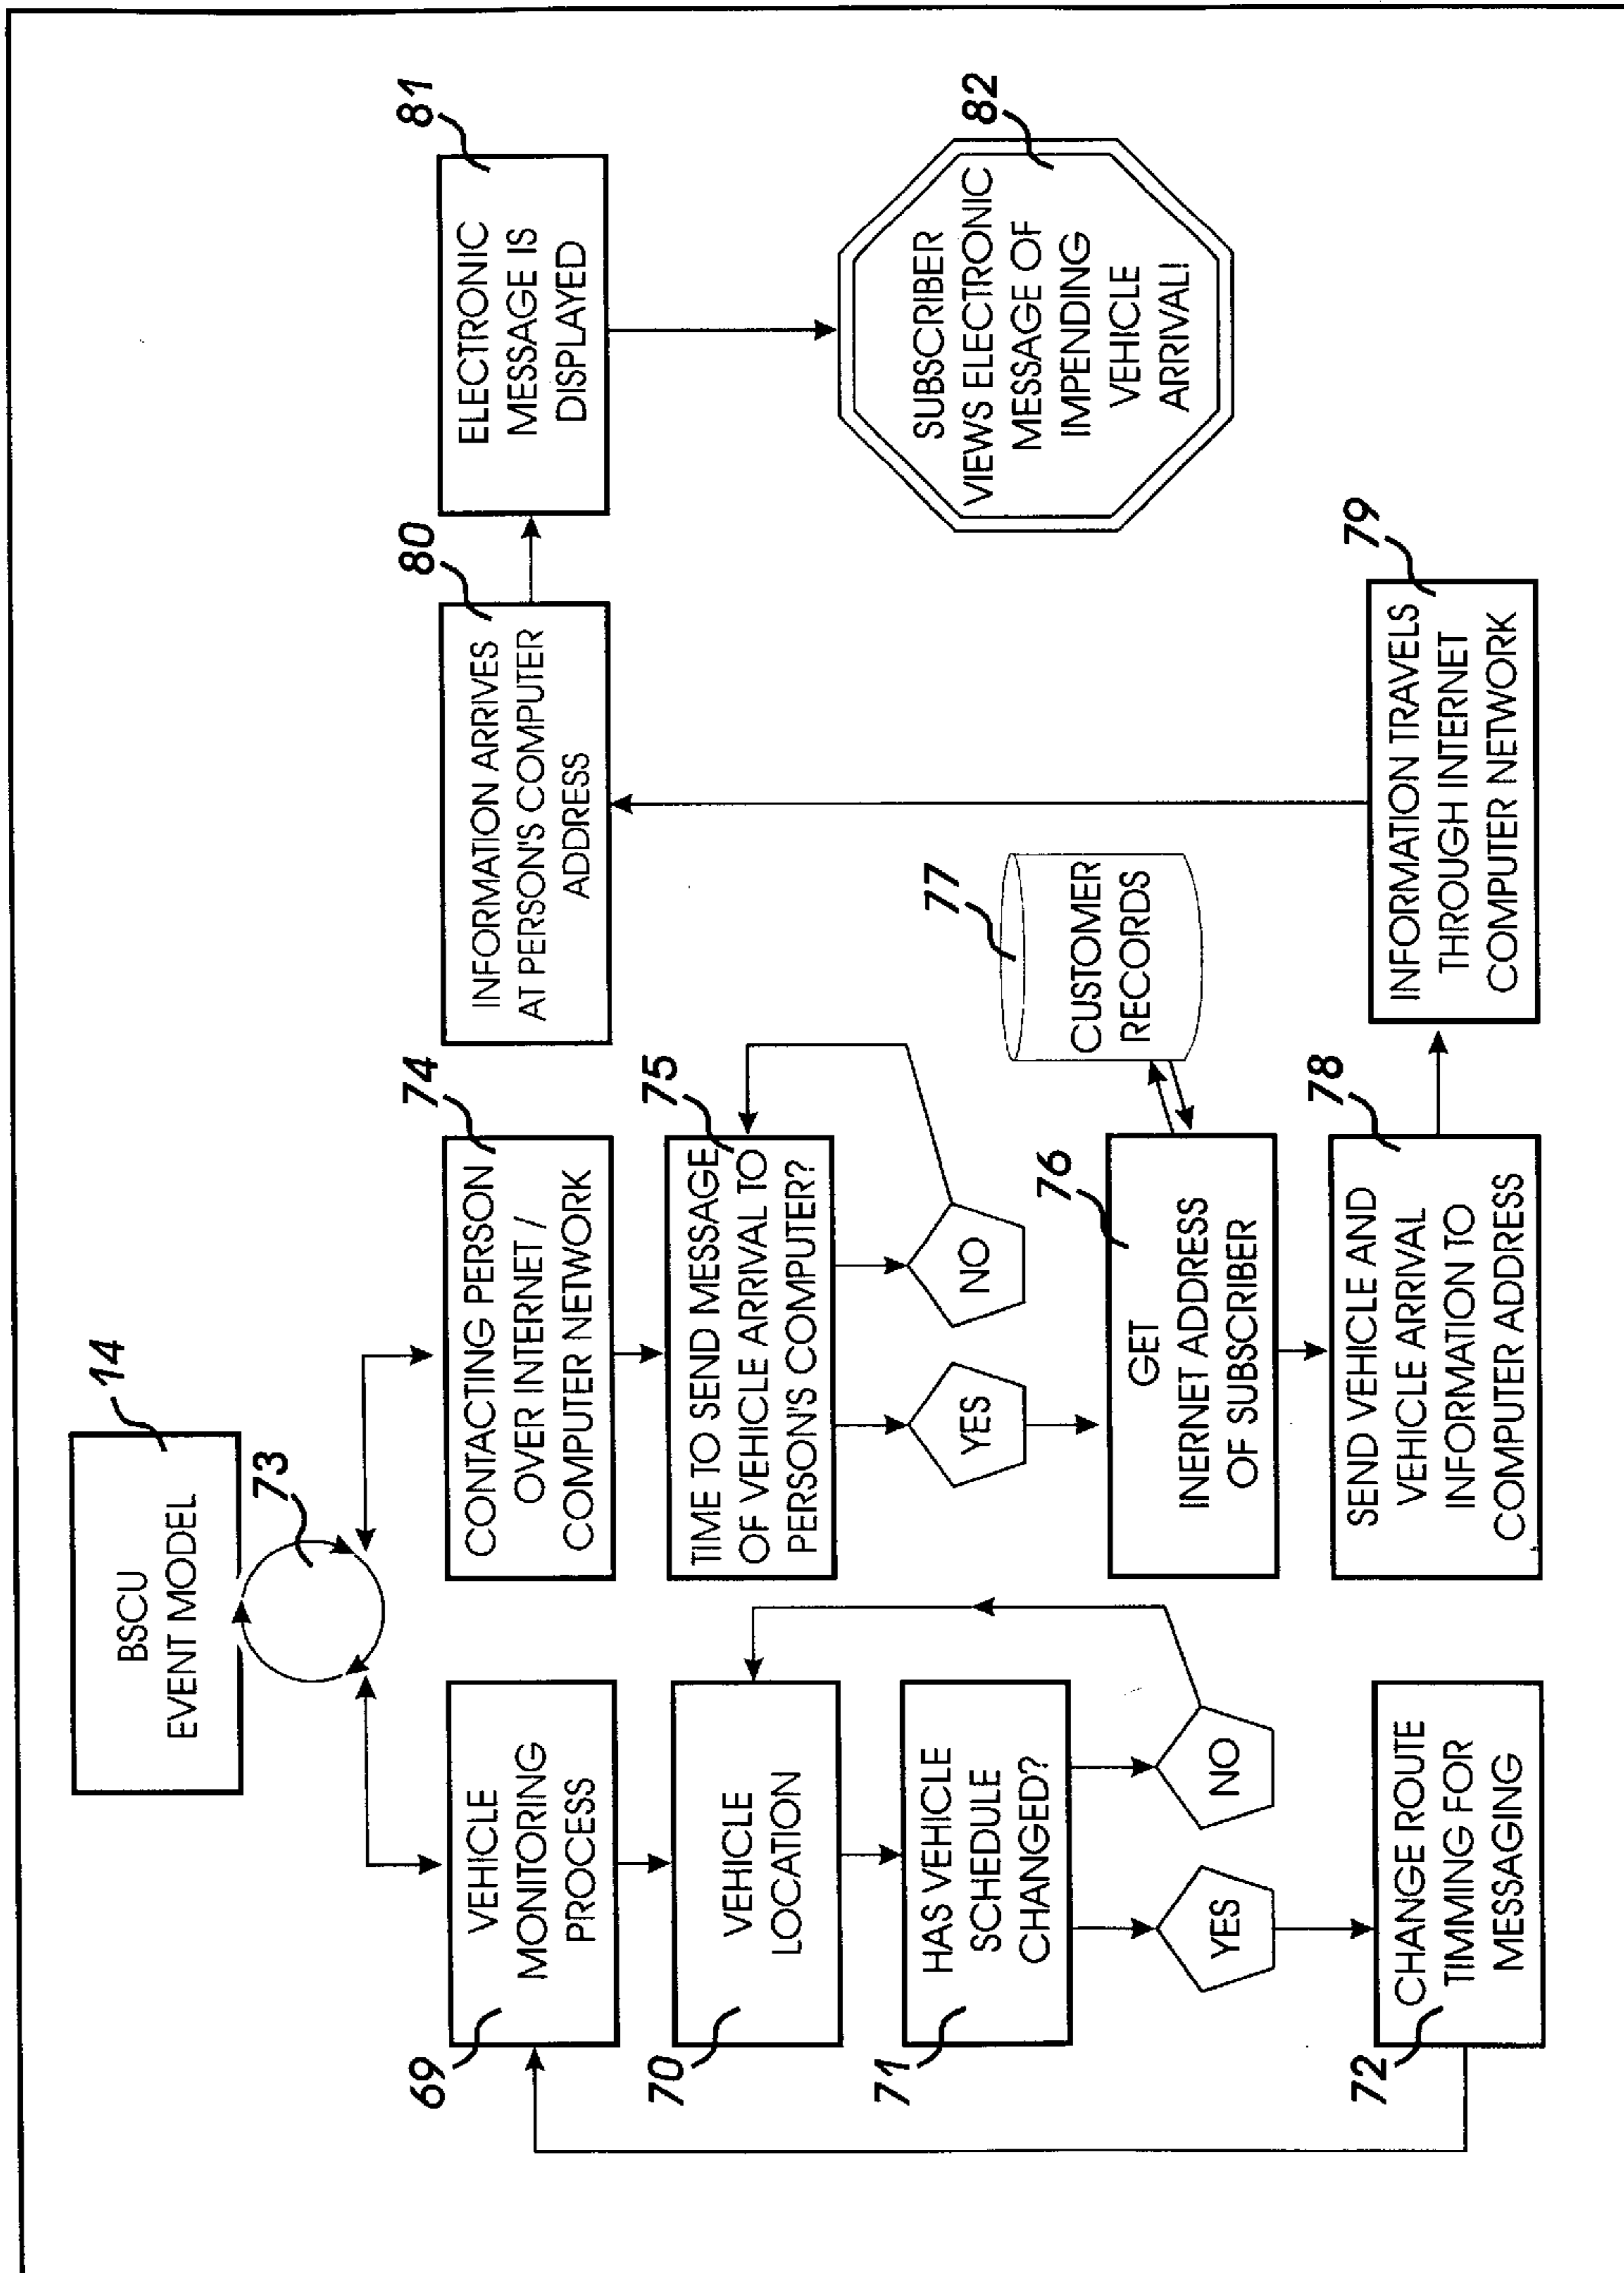 14
BSCU
EVENT MODEL
73
69
VEHICLE
MONITORING
PROCESS
70
VEHICLE
LOCATION
71
HAS VEHICLE
SCHEDULE
CHANGED?
YES
NO
72
CHANGE ROUTE
TIMMING FOR
MESSAGING
74
CONTACTING PERSON
OVER INTERNET /
COMPUTER NETWORK
75
TIME TO SEND MESSAGE
OF VEHICLE ARRIVAL TO
PERSON'S COMPUTER?
YES
NO
76
GET
INERNET ADDRESS
OF SUBSCRIBER
77
CUSTOMER
RECORDS
78
SEND VEHICLE AND
VEHICLE ARRIVAL
INFORMATION TO
COMPUTER ADDRESS
79
INFORMATION TRAVELS
THROUGH INTERNET
COMPUTER NETWORK
80
INFORMATION ARRIVES
AT PERSON'S COMPUTER
ADDRESS
81
ELECTRONIC
MESSAGE IS
DISPLAYED
82
SUBSCRIBER
VIEWS ELECTRONIC
MESSAGE OF
IMPENDING
VEHICLE
ARRIVAL!